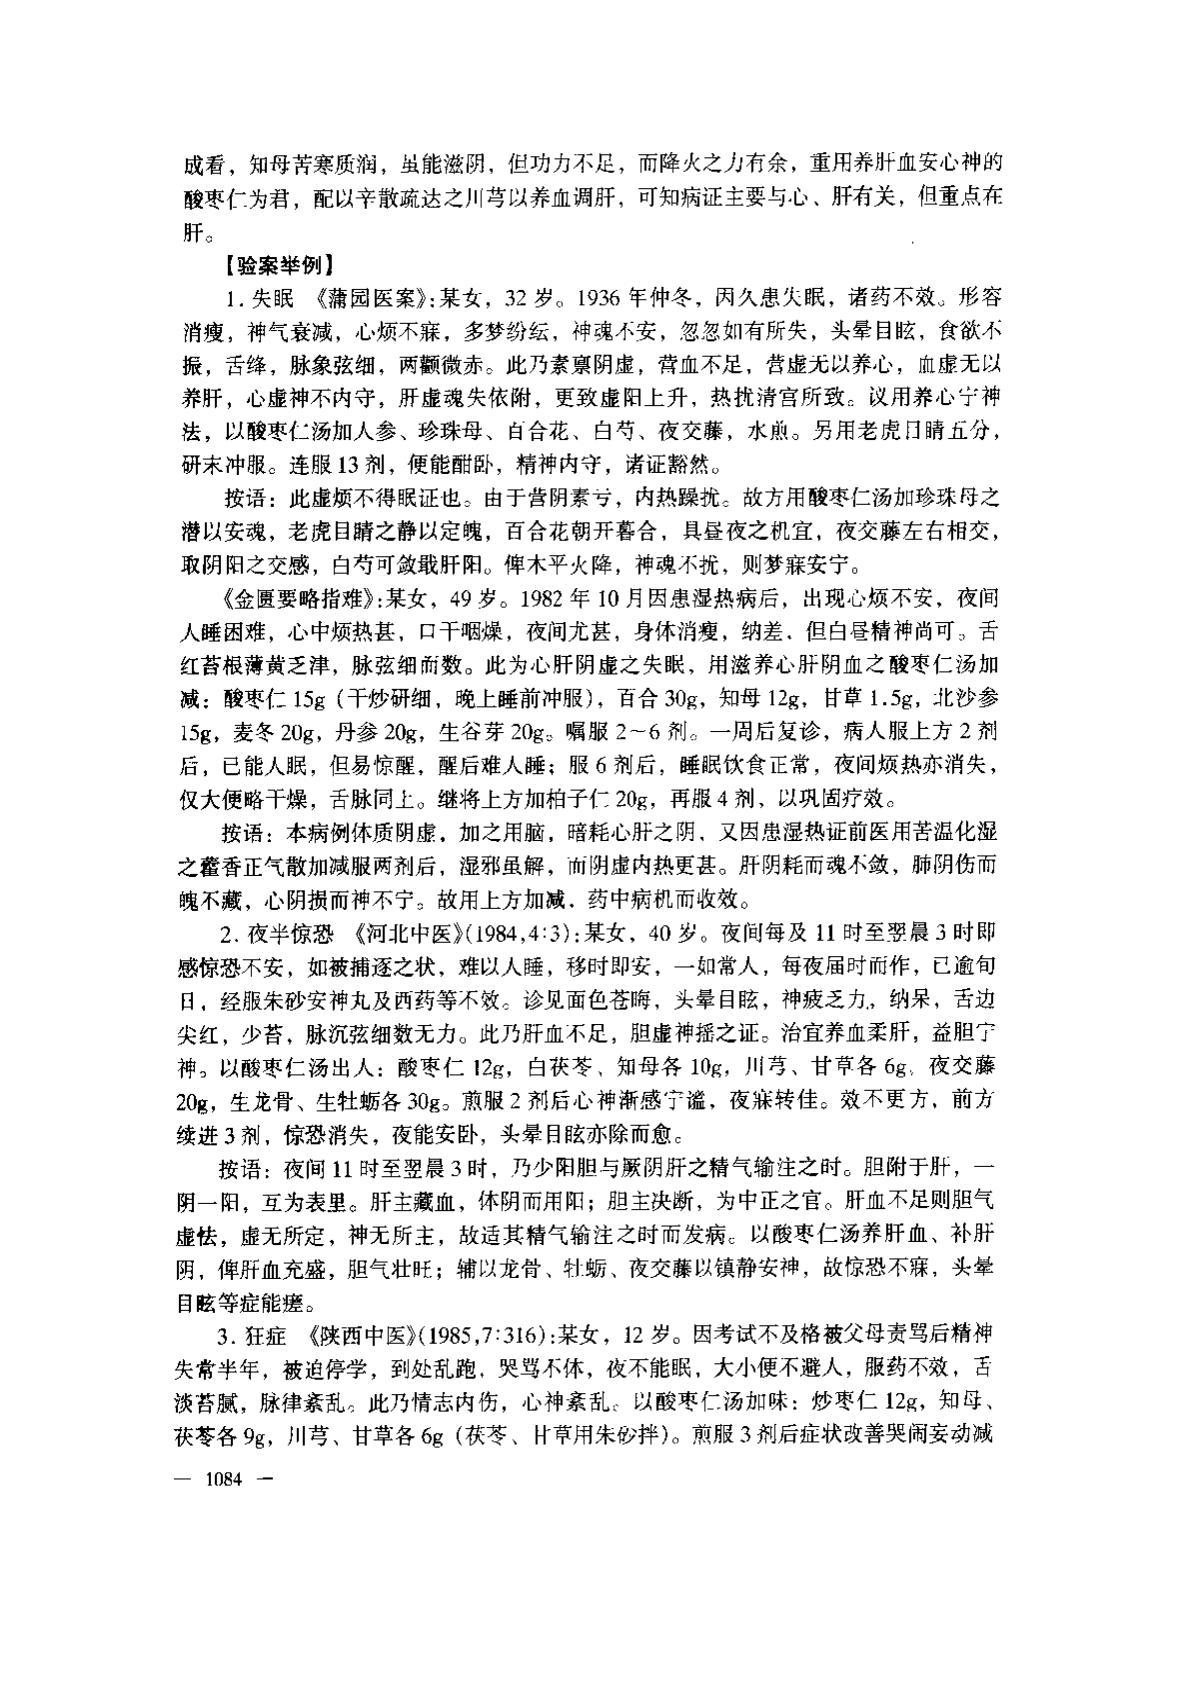 成看，知母苦寒质润，虽能滋阴，但功力不足，而降火之力有余，重用养肝血安心神的
酸枣仁为君，配以辛散疏达之川芎以养血调肝，可知病证主要与心、肝有关，但重点在
肝。
【验案举例】
1. 失眠 《蒲园医案》：某女，32 岁。1936 年仲冬，因久患失眠，诸药不效。形容
消瘦，神气衰减，心烦不寐，多梦纷纭，神魂不安，忽忽如有所失，头晕目眩，食欲不
振，舌绛，脉象弦细，两颧微赤。此乃素禀阴虚，营血不足，营虚无以养心，血虚无以
养肝，心虚神不内守，肝虚魂失依附，更致虚阳上升，热扰清宫所致。议用养心宁神
法，以酸枣仁汤加人参、珍珠母、百合花、白芍、夜交藤，水煎。另用老虎目睛五分，
研末冲服。连服 13 剂，便能酣卧，精神内守，诸证豁然。
按语：此虚烦不得眠证也。由于营阴素亏，内热躁扰。故方用酸枣仁汤加珍珠母之
潜以安魂，老虎目睛之静以定魄，百合花朝开暮合，具昼夜之机宜，夜交藤左右相交，
取阴阳之交感，白芍可敛戢肝阳。俾木平火降，神魂不扰，则梦寐安宁。
《金匮要略指难》：某女，49 岁。1982 年 10 月因患湿热病后，出现心烦不安，夜间
人睡困难，心中烦热甚，口干咽燥，夜间尤甚，身体消瘦，纳差．但白昼精神尚可。舌
红苔根薄黄乏津，脉弦细而数。此为心肝阴虚之失眠，用滋养心肝阴血之酸枣仁汤加
减：酸枣仁 15g（干炒研细，晚上睡前冲服），百合 30g，知母 12g，甘草 1.5g，北沙参
15g，麦冬 20g，丹参 20g，生谷芽 20g。嘱服 2～6 剂。一周后复诊，病人服上方 2 剂
后，已能人眠，但易惊醒，醒后难人睡；服 6 剂后，睡眠饮食正常，夜间烦热亦消失，
仅大便略干燥，舌脉同上。继将上方加柏子仁 20g，再服 4 剂，以巩固疗效。
按语：本病例体质阴虚，加之用脑，暗耗心肝之阴，又因患湿热证前医用苦温化湿
之藿香正气散加减服两剂后，湿邪虽解，而阴虚内热更甚。肝阴耗而魂不敛，肺阴伤而
魄不藏，心阴损而神不宁。故用上方加减．药中病机而收效。
2. 夜半惊恐 《河北中医》(1984,4:3)：某女，40 岁。夜间每及 11 时至翌晨 3 时即
感惊恐不安，如被捕逐之状，难以人睡，移时即安，一如常人，每夜届时而作，已逾旬
日，经服朱砂安神丸及西药等不效。诊见面色苍晦，头晕目眩，神疲乏力，纳呆，舌边
尖红，少苔，脉沉弦细数无力。此乃肝血不足，胆虚神摇之证。治宜养血柔肝，益胆宁
神。以酸枣仁汤出人：酸枣仁 12g，白茯苓、知母各 10g，川芎、甘草各 6g，夜交藤
20g，生龙骨、生牡蛎各 30g。煎服 2 剂后心神渐感宁谧，夜寐转佳。效不更方，前方
续进 3 剂，惊恐消失，夜能安卧，头晕目眩亦除而愈。
按语：夜间 11 时至翌晨 3 时，乃少阳胆与厥阴肝之精气输注之时。胆附于肝，一
阴一阳，互为表里。肝主藏血，体阴而用阳；胆主决断，为中正之官。肝血不足则胆气
虚怯，虚无所定，神无所主，故适其精气输注之时而发病。以酸枣仁汤养肝血、补肝
阴，俾肝血充盛，胆气壮旺；辅以龙骨、牡蛎、夜交藤以镇静安神，故惊恐不寐，头晕
目眩等症能瘥。
3. 狂症 《陕西中医》(1985,7:316)：某女，12 岁。因考试不及格被父母责骂后精神
失常半年，被迫停学，到处乱跑，哭骂不休，夜不能眠，大小便不避人，服药不效，舌
淡苔腻，脉律紊乱。此乃情志内伤，心神紊乱。以酸枣仁汤加味：炒枣仁 12g，知母、
茯苓各 9g，川芎、甘草各 6g（茯苓、甘草用朱砂拌）。煎服 3 剂后症状改善哭闹妄动减
— 1084 —